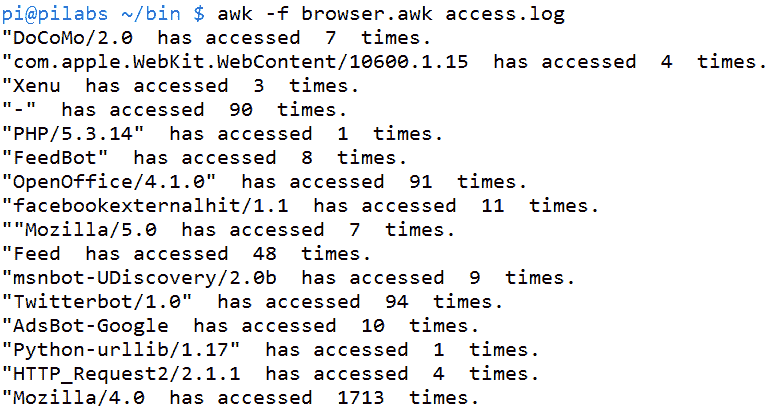 pi@pilabs ~/bin $ awk -f browser.awk access.log
"DoCoMo/2.0  has accessed  7  times.
"com.apple.WebKit.WebContent/10600.1.15  has accessed  4  times.
"Xenu  has accessed  3  times.
"-"  has accessed  90  times.
"PHP/5.3.14"  has accessed  1  times.
"FeedBot"  has accessed  8  times.
"OpenOffice/4.1.0"  has accessed  91  times.
"facebookexternalhit/1.1  has accessed  11  times.
""Mozilla/5.0  has accessed  7  times.
"Feed  has accessed  48  times.
"msnbot-UDiscovery/2.0b  has accessed  9  times.
"Twitterbot/1.0"  has accessed  94  times.
"AdsBot-Google  has accessed  10  times.
"Python-urllib/1.17"  has accessed  1  times.
"HTTP_Request2/2.1.1  has accessed  4  times.
"Mozilla/4.0  has accessed  1713  times.